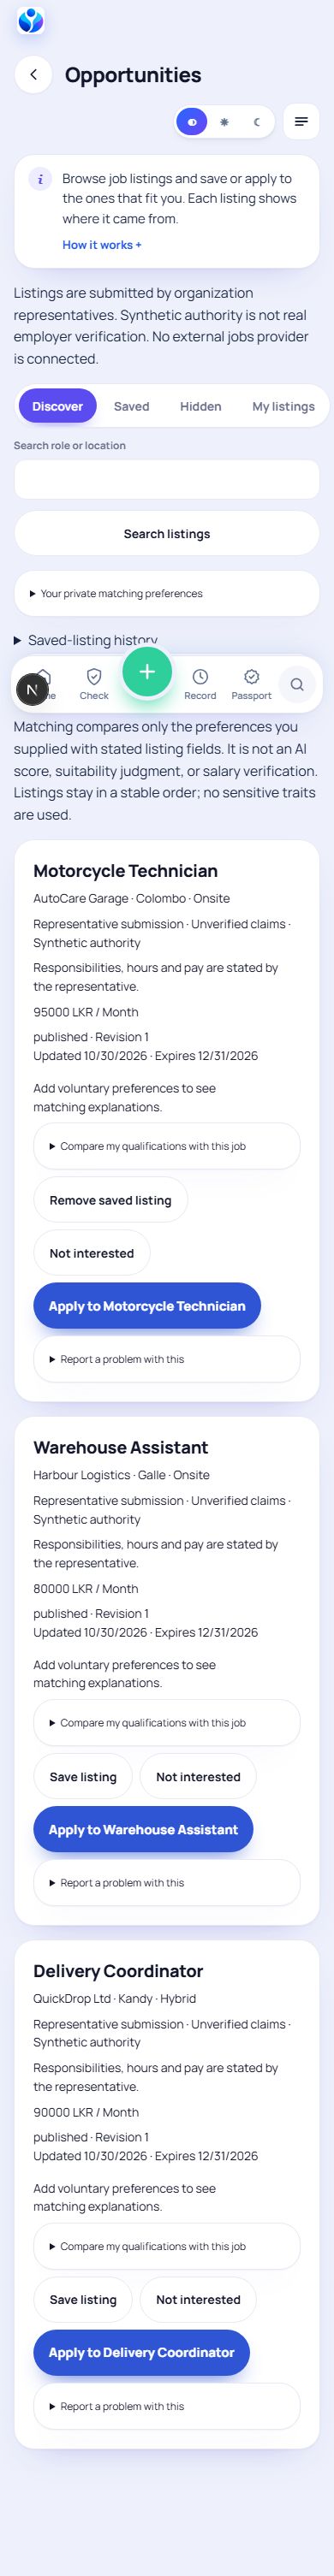 Opportunities
i
Browse job listings and save or apply to
the ones that fit you. Each listing shows
where it came from.
How it works +
Listings are submitted by organization
representatives. Synthetic authority is not real
employer verification. No external jobs provider
is connected.
Discover Saved Hidden My listings
Search role or location
Search listings
Your private matching preferences
Saved-listing history
N Check + Record Passport
Matching compares only the preferences you
supplied with stated listing fields. It is not an AI
score, suitability judgment, or salary verification.
Listings stay in a stable order; no sensitive traits
are used.
Motorcycle Technician
AutoCare Garage · Colombo · Onsite
Representative submission · Unverified claims ·
Synthetic authority
Responsibilities, hours and pay are stated by
the representative.
95000 LKR / Month
published · Revision 1
Updated 10/30/2026 · Expires 12/31/2026
Add voluntary preferences to see
matching explanations.
Compare my qualifications with this job
Remove saved listing
Not interested
Apply to Motorcycle Technician
Report a problem with this
Warehouse Assistant
Harbour Logistics · Galle · Onsite
Representative submission · Unverified claims ·
Synthetic authority
Responsibilities, hours and pay are stated by
the representative.
80000 LKR / Month
published · Revision 1
Updated 10/30/2026 · Expires 12/31/2026
Add voluntary preferences to see
matching explanations.
Compare my qualifications with this job
Save listing Not interested
Apply to Warehouse Assistant
Report a problem with this
Delivery Coordinator
QuickDrop Ltd · Kandy · Hybrid
Representative submission · Unverified claims ·
Synthetic authority
Responsibilities, hours and pay are stated by
the representative.
90000 LKR / Month
published · Revision 1
Updated 10/30/2026 · Expires 12/31/2026
Add voluntary preferences to see
matching explanations.
Compare my qualifications with this job
Save listing Not interested
Apply to Delivery Coordinator
Report a problem with this